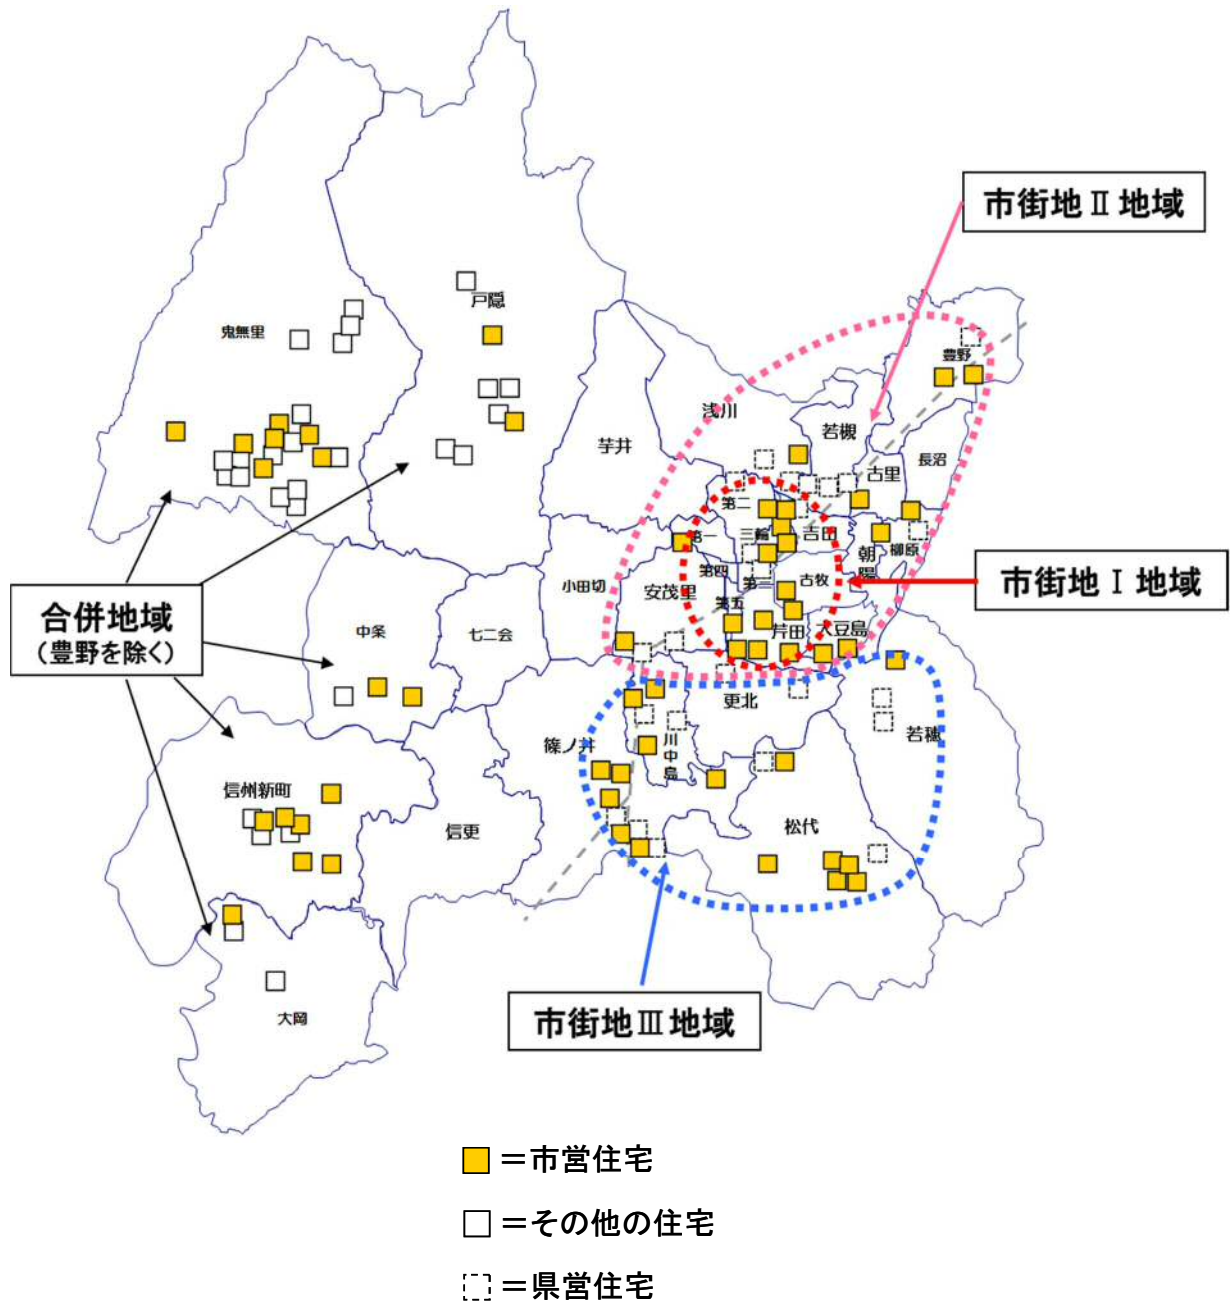 市街地Ⅱ地域
戸隠
鬼無里
豊野
浅川
若槻
芋井
古里
長沼
第二
三輪
吉田
第一
朝陽
柳原
第四
第三
古牧
市街地Ⅰ地域
小田切
安茂里
第五
芹田
大豆島
合併地域
（豊野を除く）
中条
七二会
更北
若穂
篠ノ井
川中島
信州新町
信更
松代
市街地Ⅲ地域
大岡
＝市営住宅
＝その他の住宅
＝県営住宅